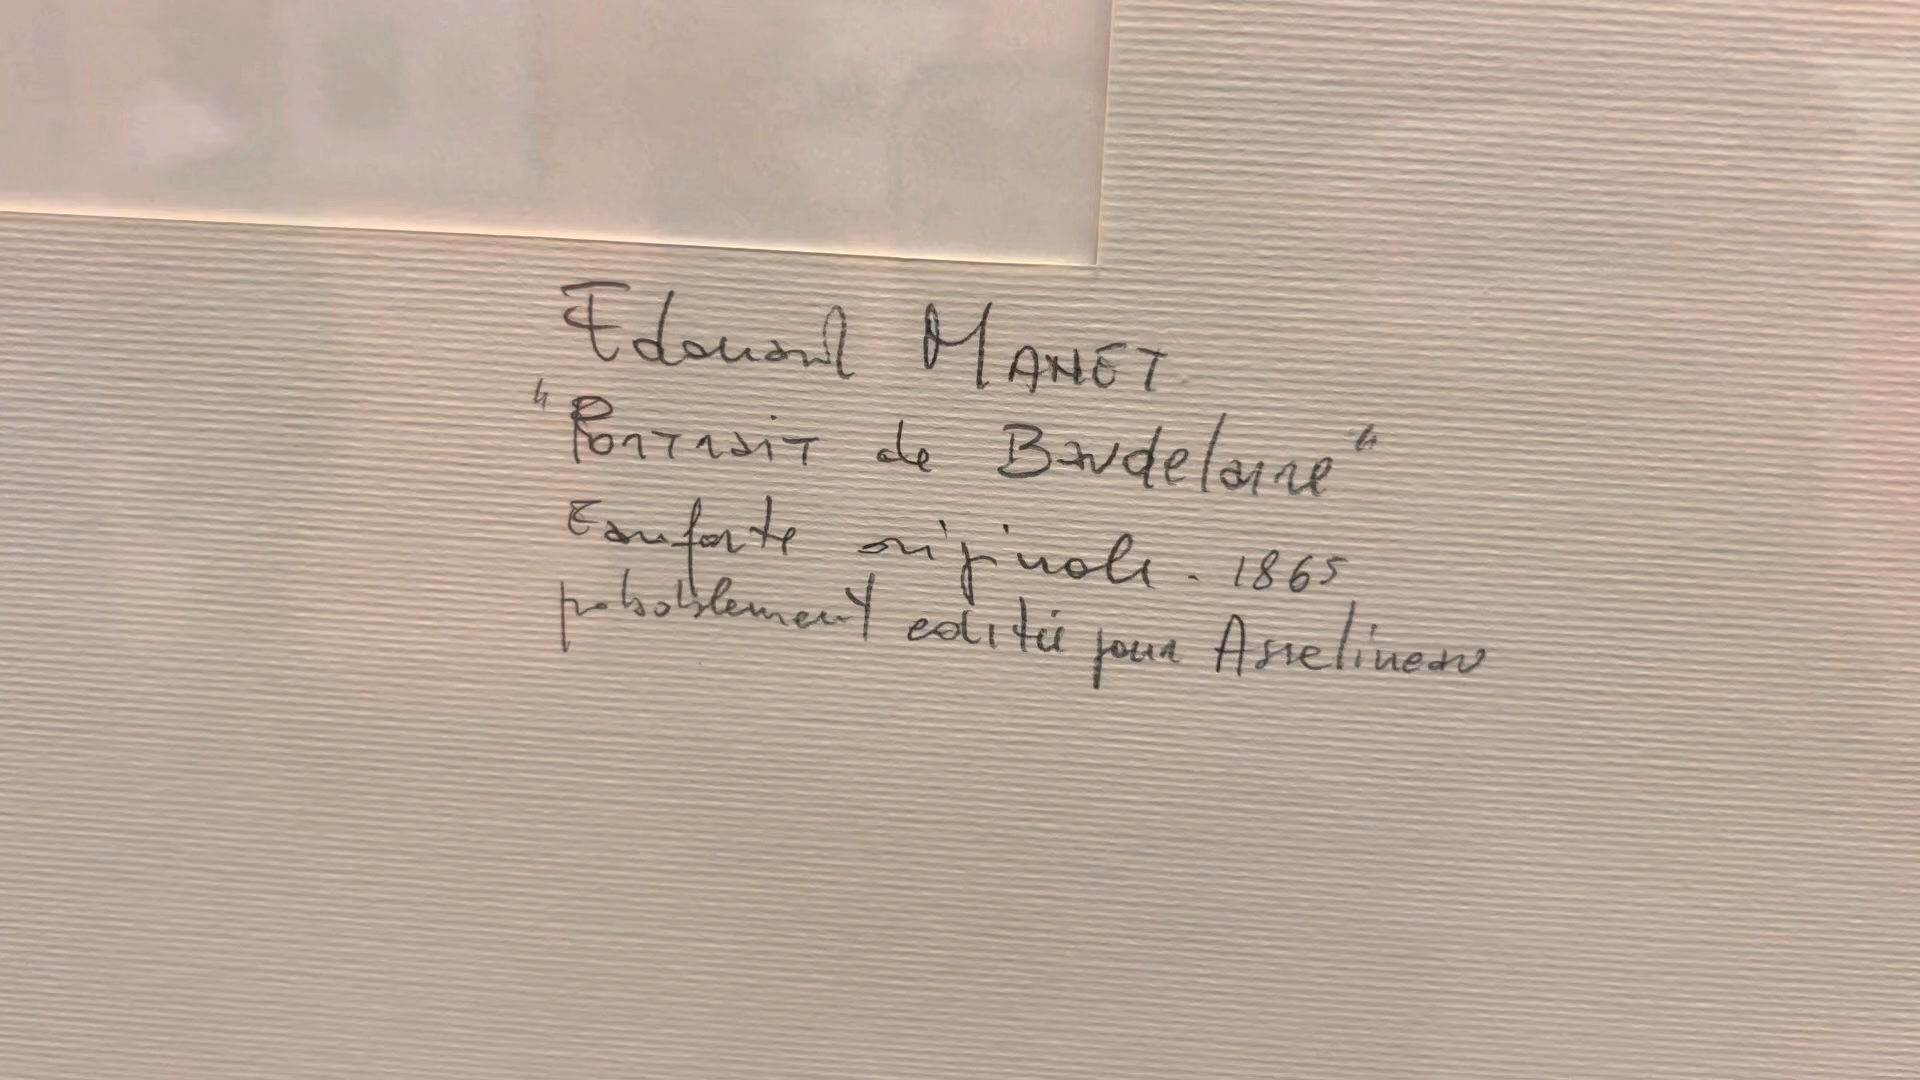 Edouard MANET
"Portrait de Baudelaire"
Eau forte originale. 1865
probablement editée pour Asselineau